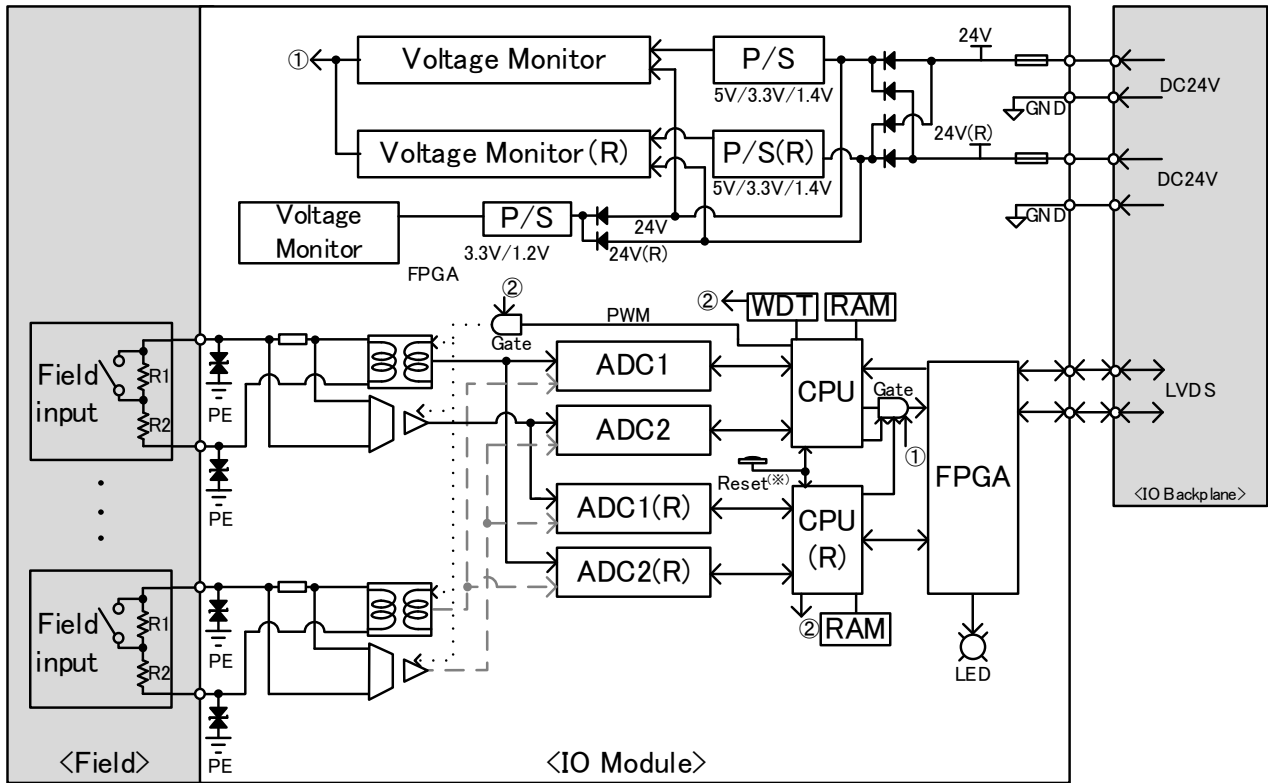 24V
①
Voltage Monitor
P/S
5V/3.3V/1.4V
DC24V
GND
24V(R)
Voltage Monitor(R)
P/S(R)
5V/3.3V/1.4V
DC24V
GND
Voltage
Monitor
P/S
24V
3.3V/1.2V
24V(R)
FPGA
②
Gate
PWM
②
WDT
RAM
Field
input
R1
R2
PE
PE
ADC1
ADC2
CPU
Gate
①
LVDS
FPGA
<IO Backplane>
Reset(※)
ADC1(R)
ADC2(R)
CPU
(R)
②
RAM
LED
Field
input
R1
R2
PE
PE
<Field>
<IO Module>